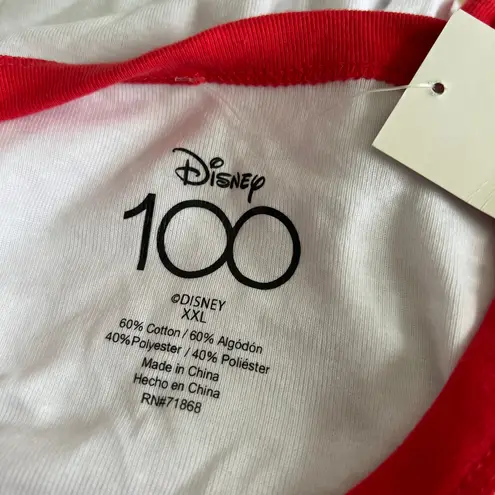 Disney
100
©DISNEY
XXL
60% Cotton / 60% Algódón
40%Polyester / 40% Poliéster
Made in China
Hecho en China
RN#71868